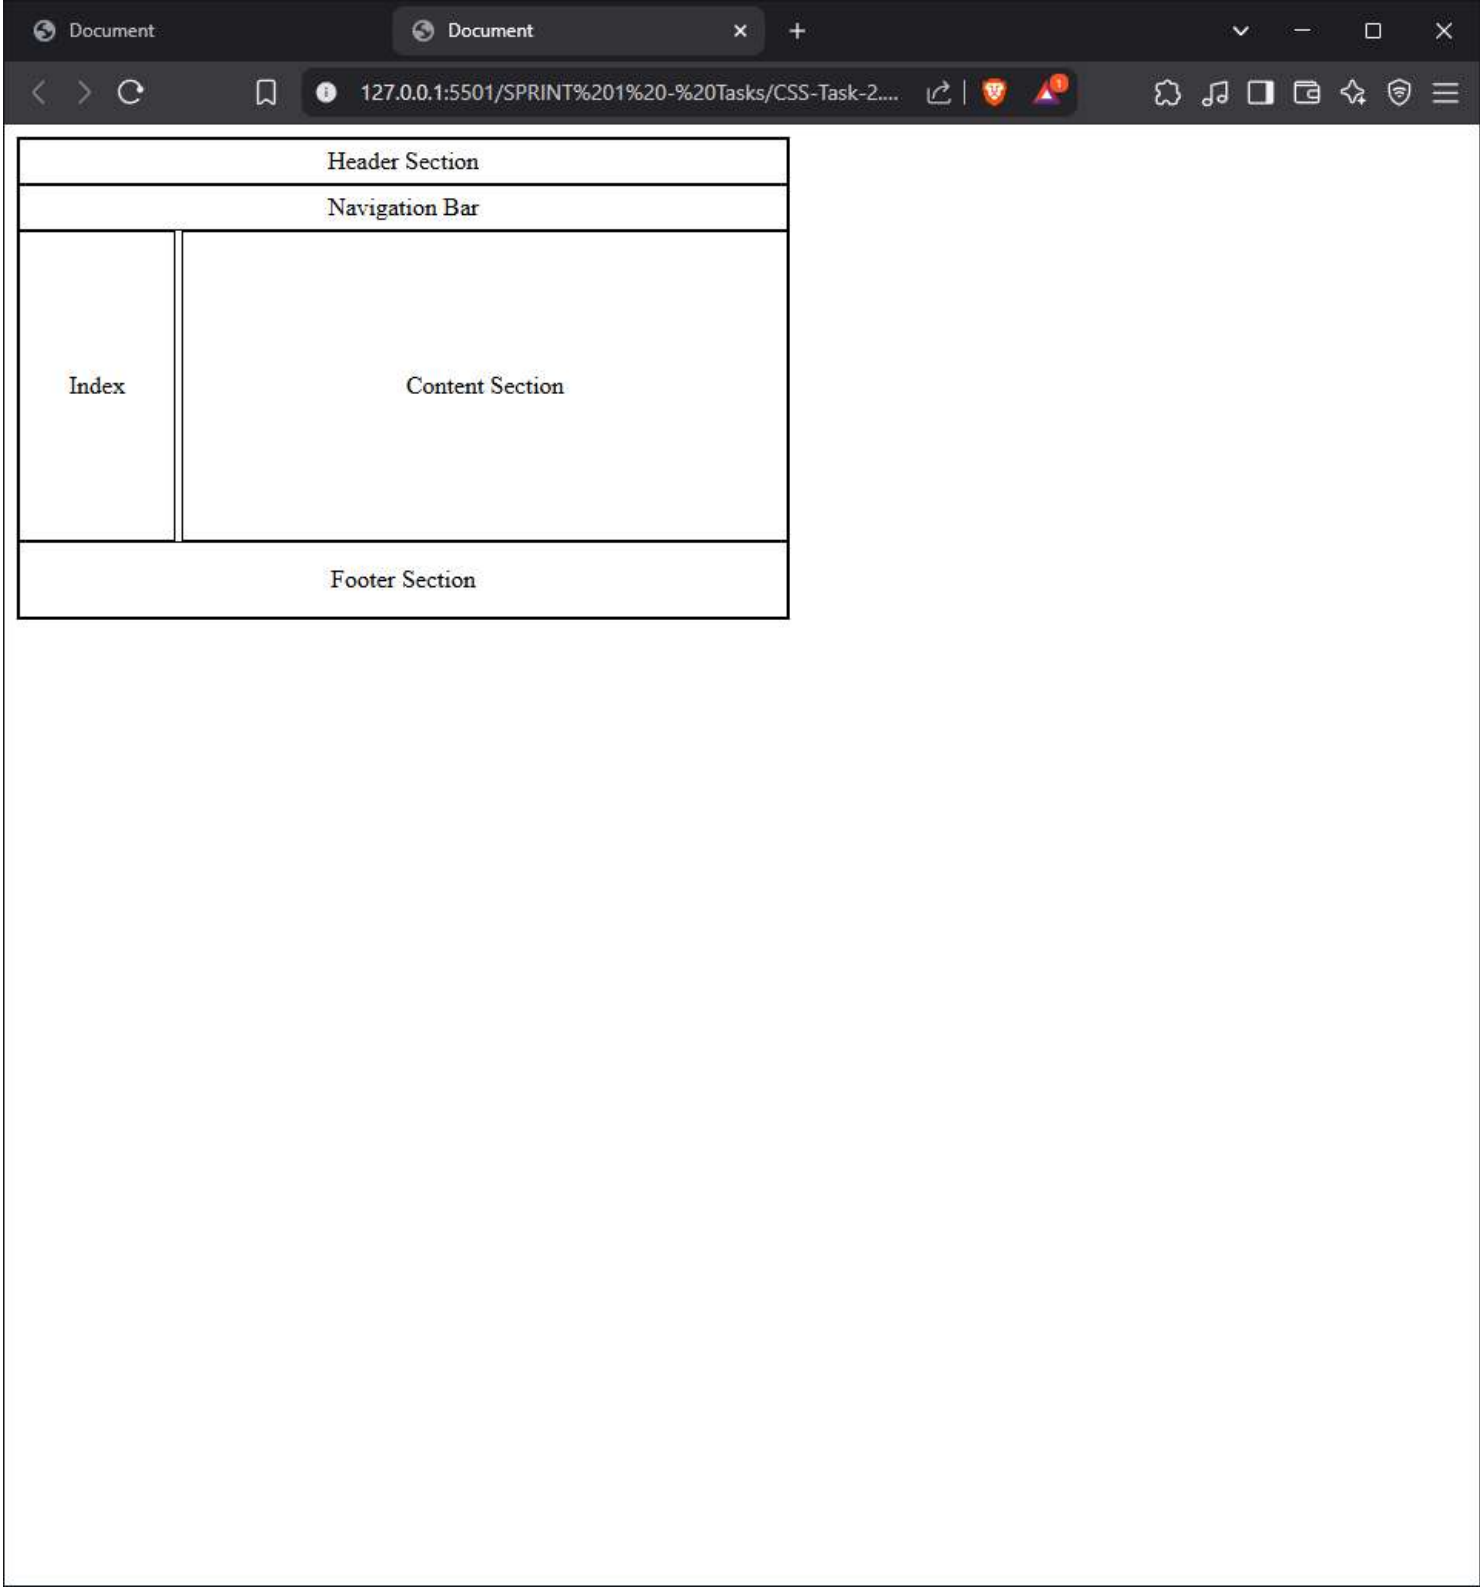 Document
Document
127.0.0.1:5501/SPRINT%201%20-%20Tasks/CSS-Task-2....
1
Header Section
Navigation Bar
Index
Content Section
Footer Section